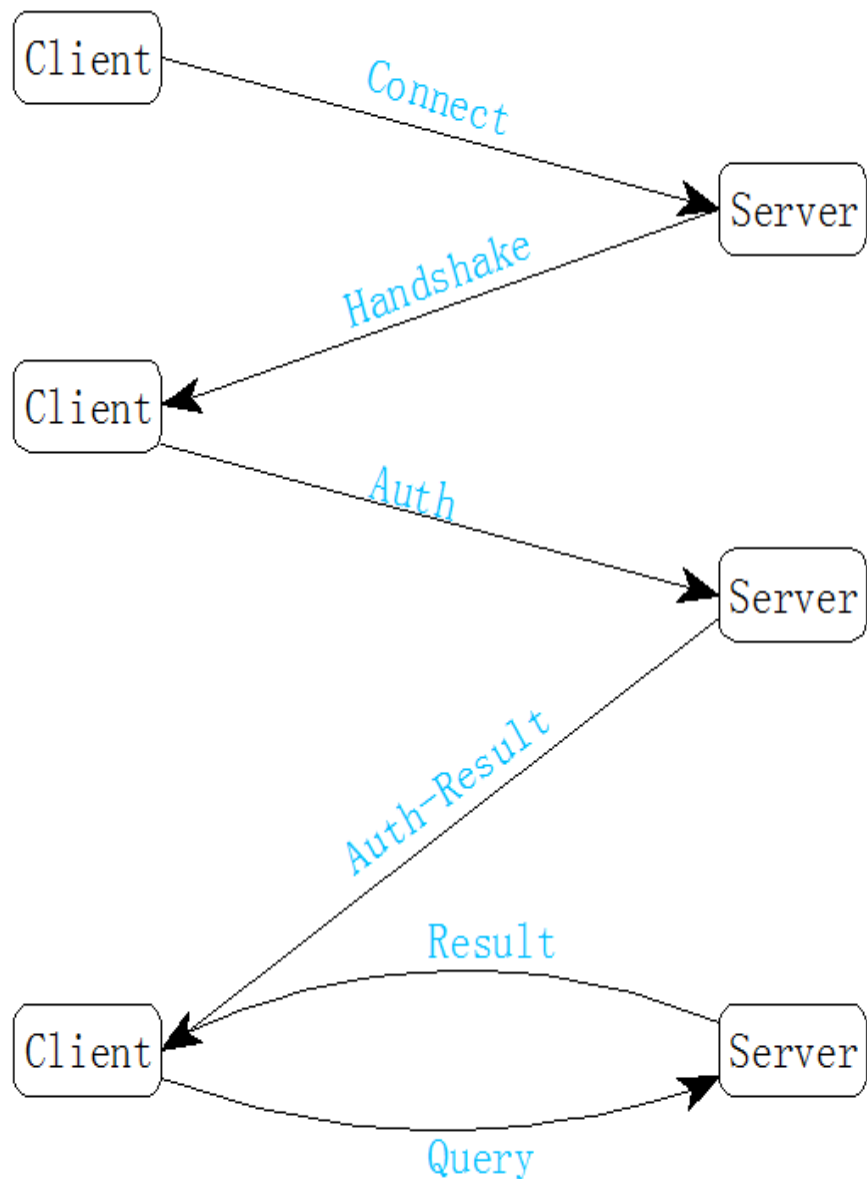 Client
Connect
Server
Handshake
Client
Auth
Server
Auth-Result
Result
Client
Server
Query